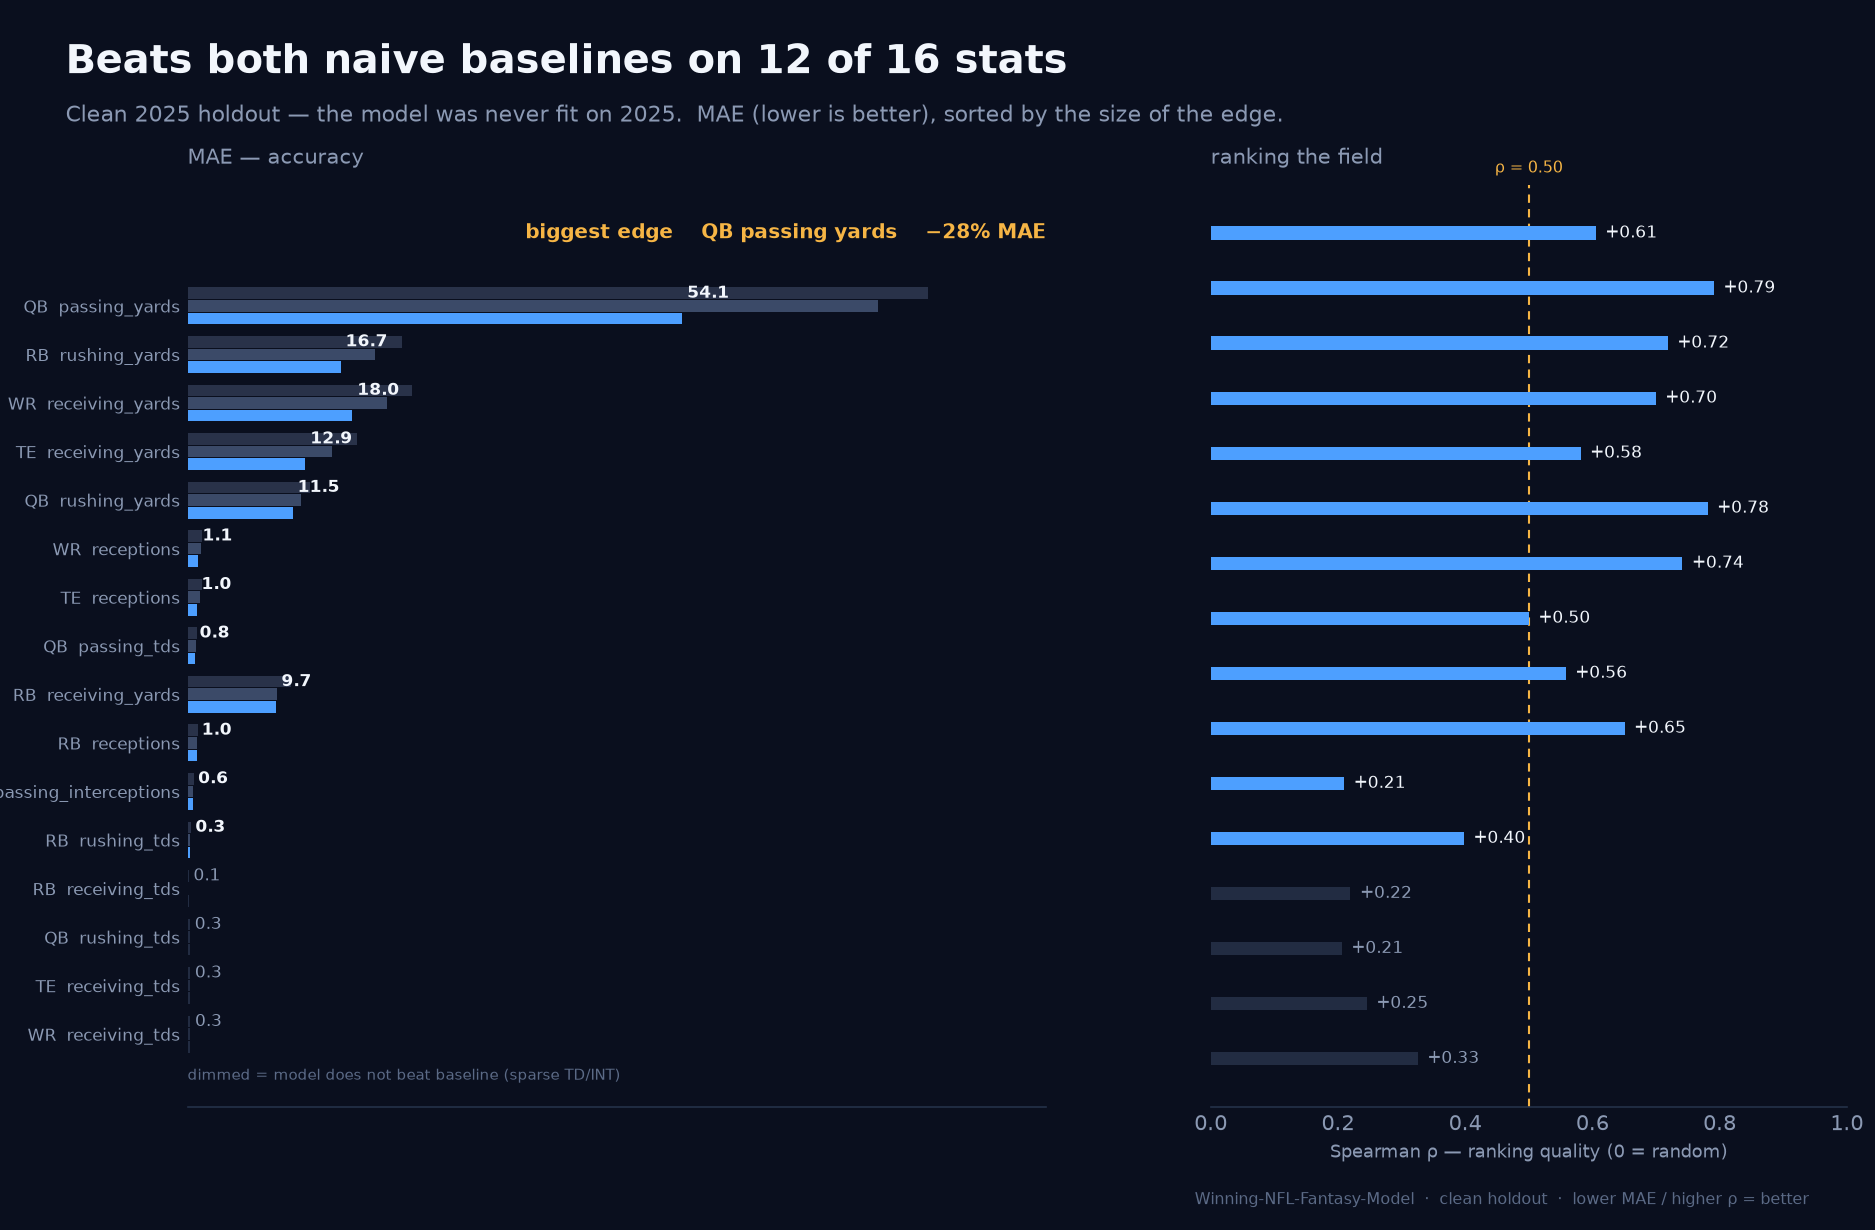 Beats both naive baselines on 12 of 16 stats
Clean 2025 holdout — the model was never fit on 2025.  MAE (lower is better), sorted by the size of the edge.
MAE — accuracy
biggest edge    QB passing yards    −28% MAE
QB  passing_yards 54.1
RB  rushing_yards 16.7
WR  receiving_yards 18.0
TE  receiving_yards 12.9
QB  rushing_yards 11.5
WR  receptions 1.1
TE  receptions 1.0
QB  passing_tds 0.8
RB  receiving_yards 9.7
RB  receptions 1.0
passing_interceptions 0.6
RB  rushing_tds 0.3
RB  receiving_tds 0.1
QB  rushing_tds 0.3
TE  receiving_tds 0.3
WR  receiving_tds 0.3
dimmed = model does not beat baseline (sparse TD/INT)
ranking the field
ρ = 0.50
+0.61
+0.79
+0.72
+0.70
+0.58
+0.78
+0.74
+0.50
+0.56
+0.65
+0.21
+0.40
+0.22
+0.21
+0.25
+0.33
0.0 0.2 0.4 0.6 0.8 1.0
Spearman ρ — ranking quality (0 = random)
Winning-NFL-Fantasy-Model  ·  clean holdout  ·  lower MAE / higher ρ = better